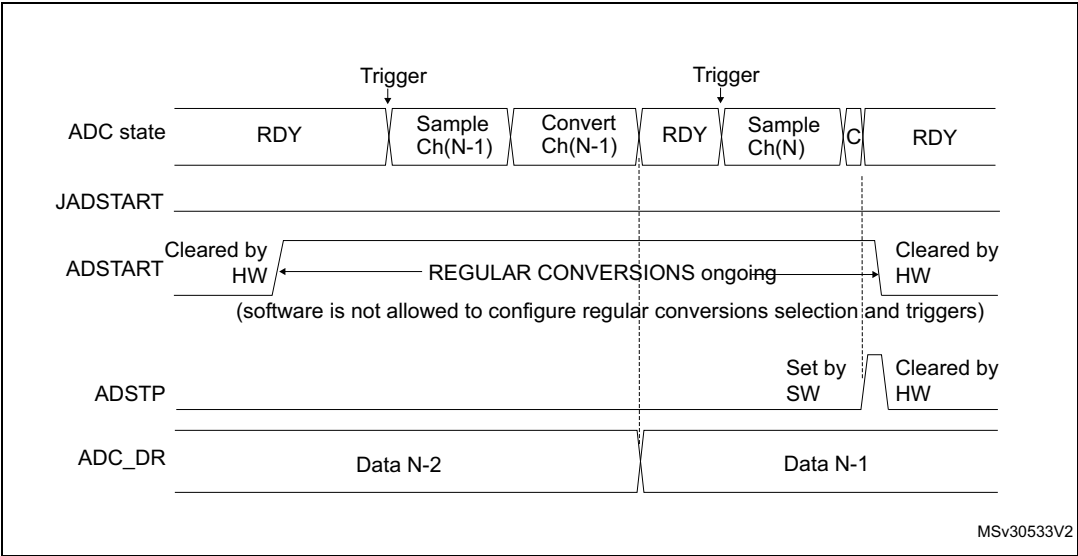 Trigger
Trigger
ADC state
RDY
Sample
Ch(N-1)
Convert
Ch(N-1)
RDY
Sample
Ch(N)
C
RDY
JADSTART
ADSTART
Cleared by
HW
REGULAR CONVERSIONS ongoing
Cleared by
HW
(software is not allowed to configure regular conversions selection and triggers)
ADSTP
Set by
SW
Cleared by
HW
ADC_DR
Data N-2
Data N-1
MSv30533V2